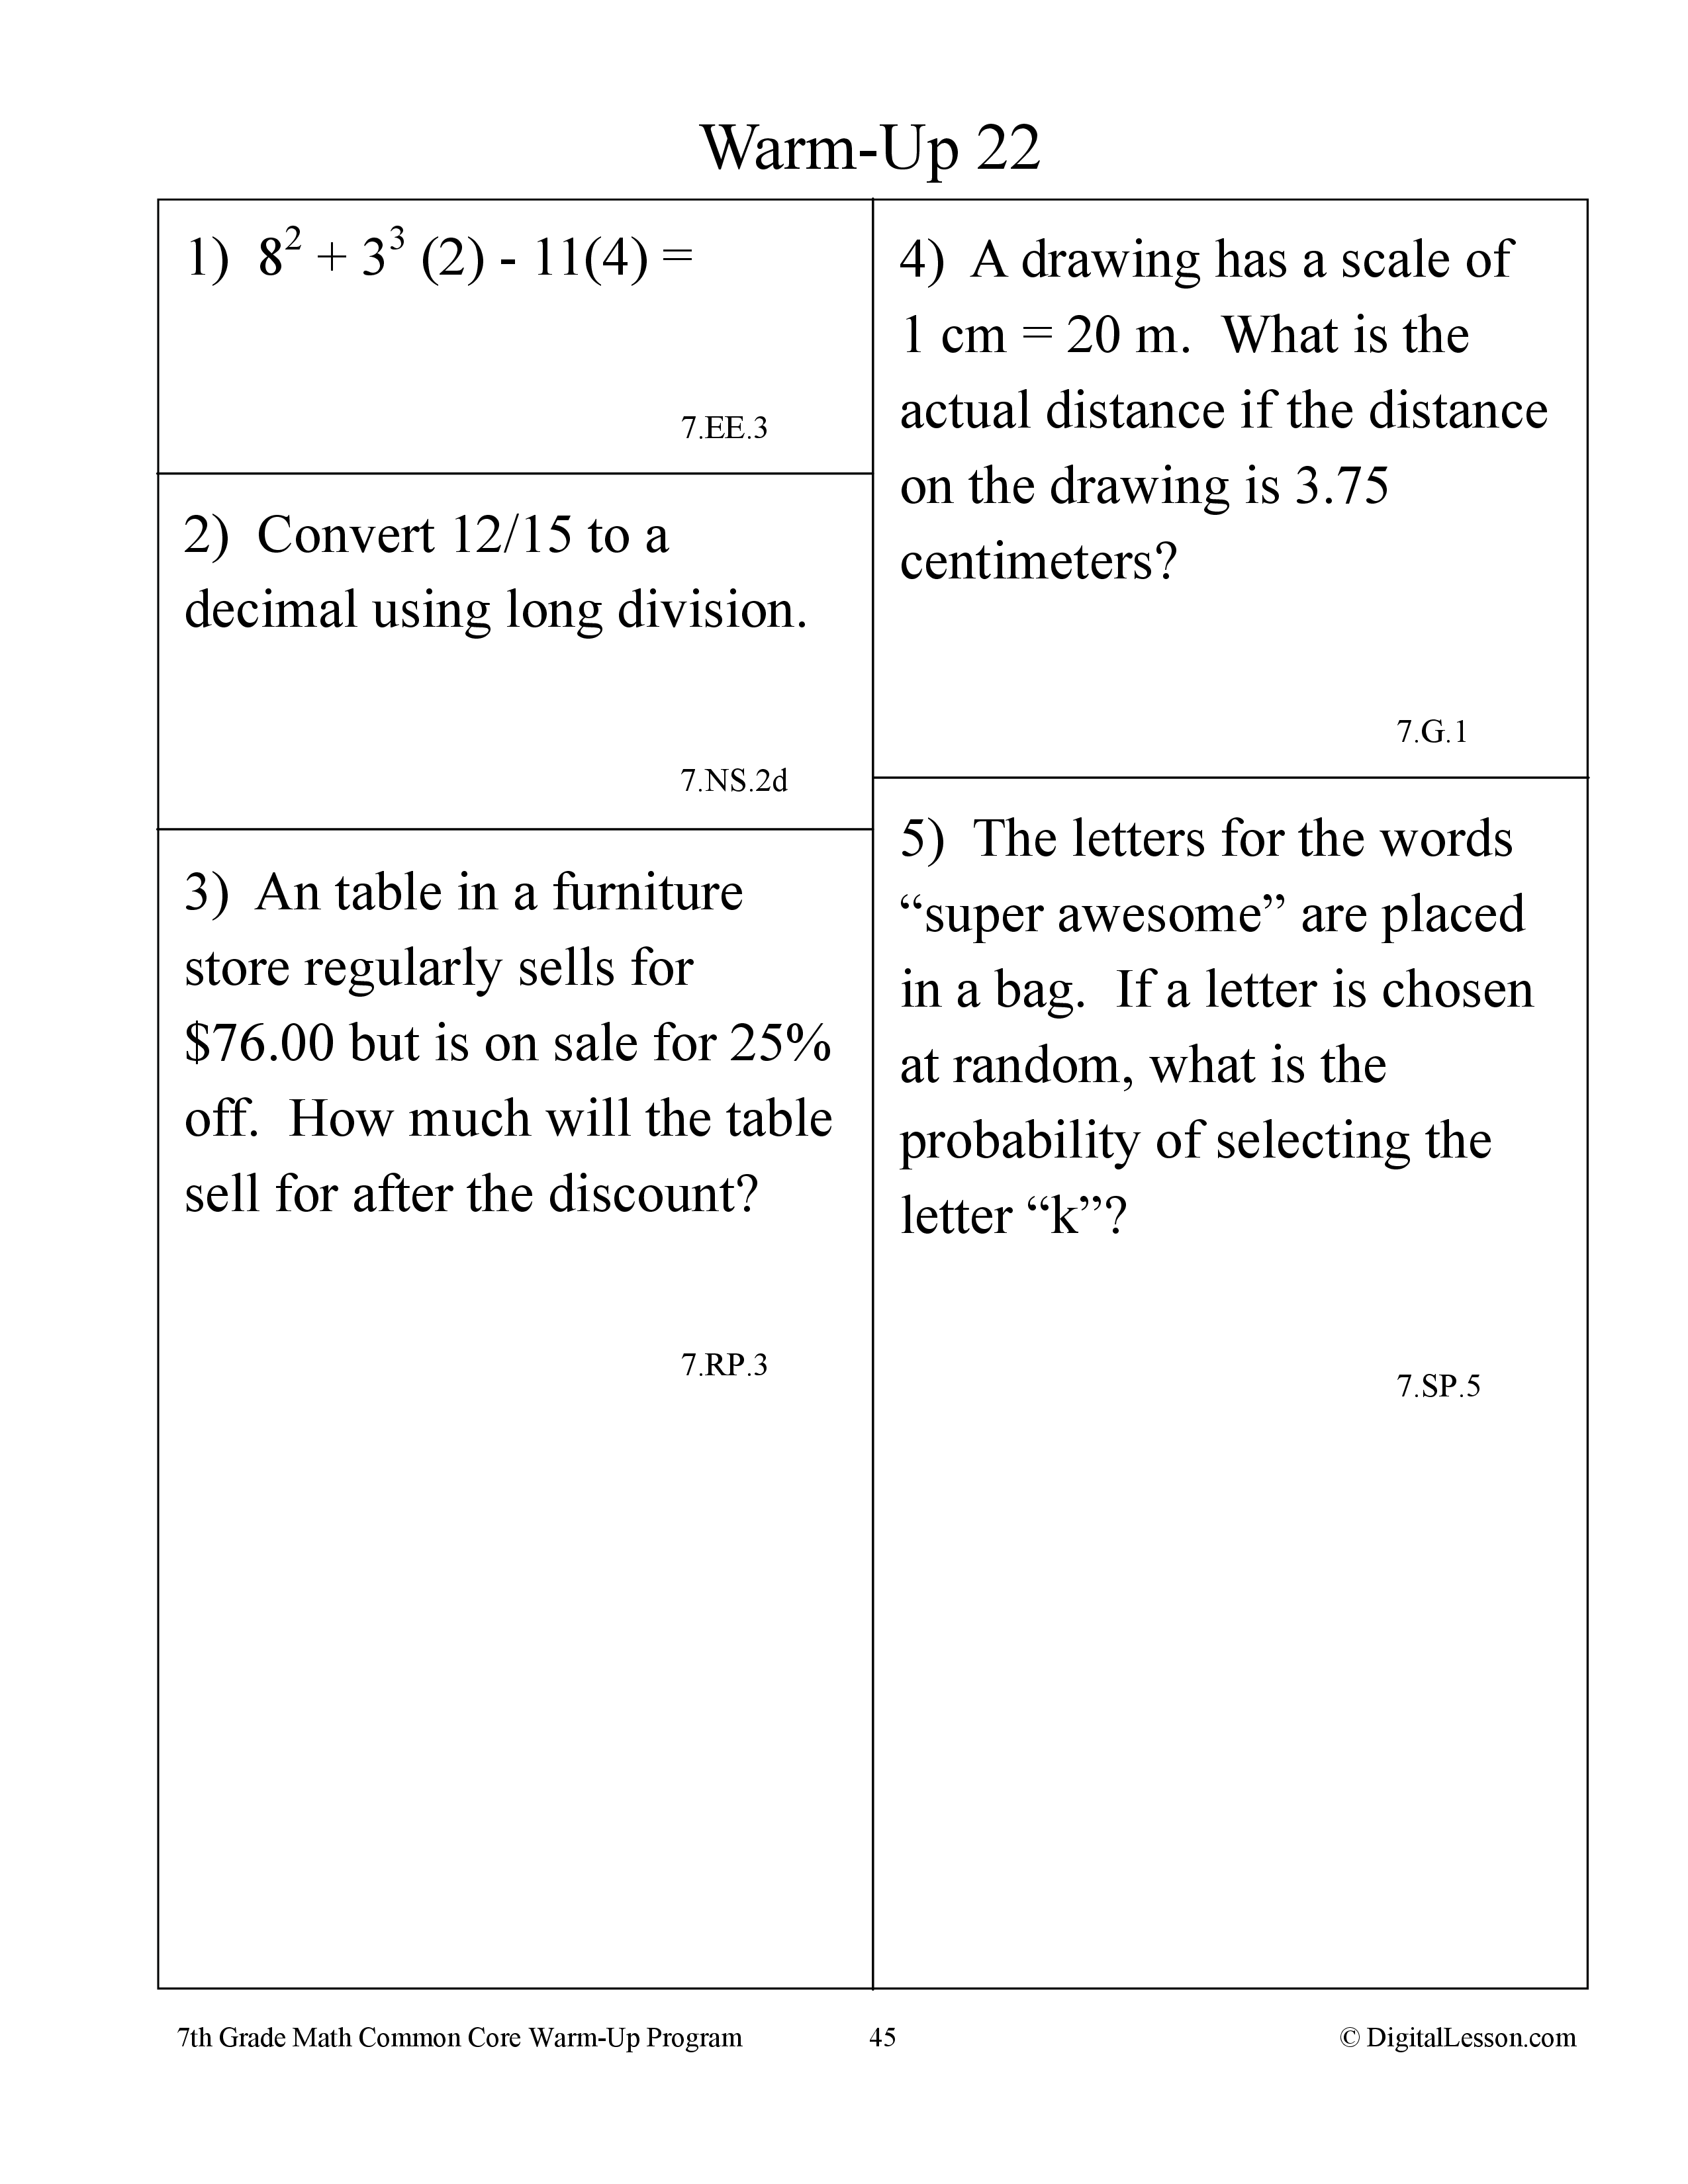 Warm-Up 22
1)  8² + 3³ (2) - 11(4) =
7.EE.3
2)  Convert 12/15 to a
decimal using long division.
7.NS.2d
3)  An table in a furniture
store regularly sells for
$76.00 but is on sale for 25%
off.  How much will the table
sell for after the discount?
7.RP.3
4)  A drawing has a scale of
1 cm = 20 m.  What is the
actual distance if the distance
on the drawing is 3.75
centimeters?
7.G.1
5)  The letters for the words
“super awesome” are placed
in a bag.  If a letter is chosen
at random, what is the
probability of selecting the
letter “k”?
7.SP.5
7th Grade Math Common Core Warm-Up Program
45
© DigitalLesson.com